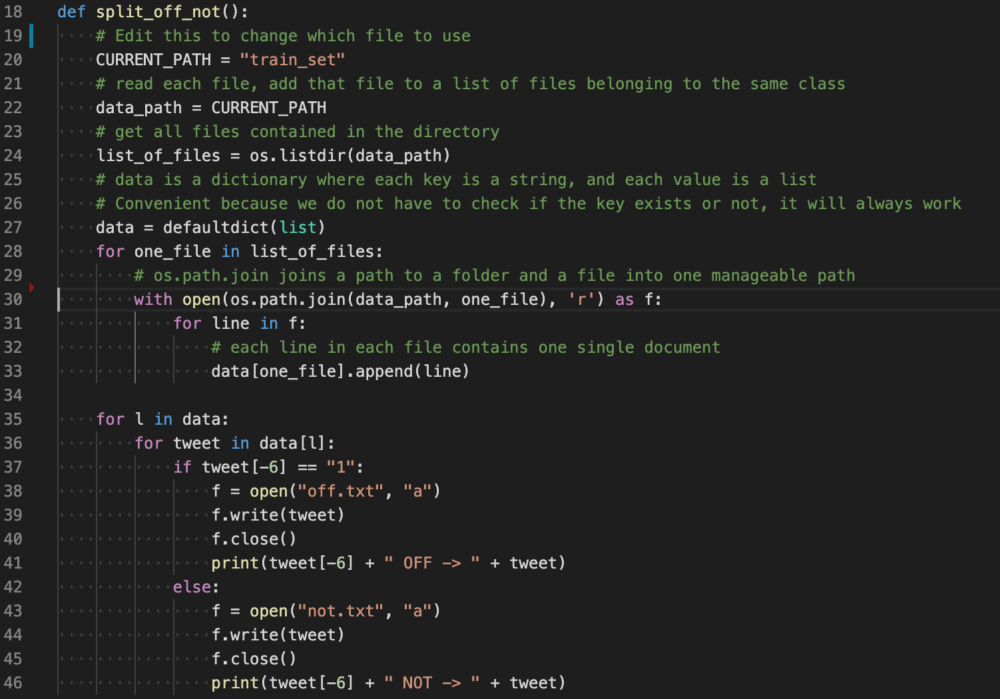 18 def split_off_not():
19     # Edit this to change which file to use
20     CURRENT_PATH = "train_set"
21     # read each file, add that file to a list of files belonging to the same class
22     data_path = CURRENT_PATH
23     # get all files contained in the directory
24     list_of_files = os.listdir(data_path)
25     # data is a dictionary where each key is a string, and each value is a list
26     # Convenient because we do not have to check if the key exists or not, it will always work
27     data = defaultdict(list)
28     for one_file in list_of_files:
29         # os.path.join joins a path to a folder and a file into one manageable path
30         with open(os.path.join(data_path, one_file), 'r') as f:
31             for line in f:
32                 # each line in each file contains one single document
33                 data[one_file].append(line)
34
35     for l in data:
36         for tweet in data[l]:
37             if tweet[-6] == "1":
38                 f = open("off.txt", "a")
39                 f.write(tweet)
40                 f.close()
41                 print(tweet[-6] + " OFF -> " + tweet)
42             else:
43                 f = open("not.txt", "a")
44                 f.write(tweet)
45                 f.close()
46                 print(tweet[-6] + " NOT -> " + tweet)